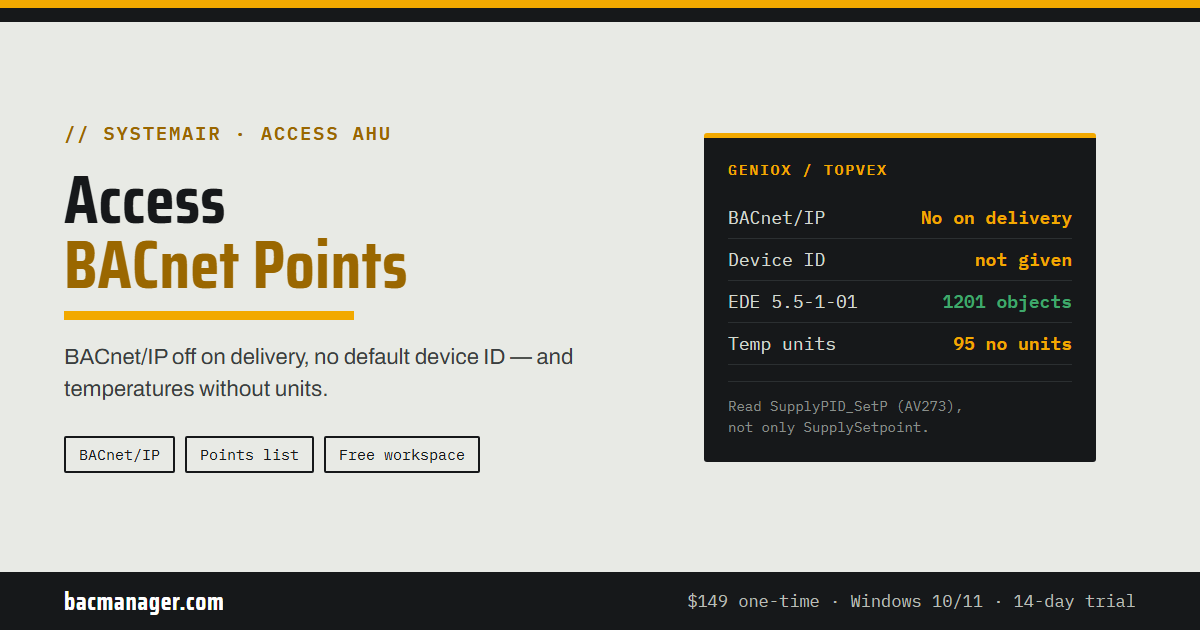 // SYSTEMAIR · ACCESS AHU
Access
BACnet Points
BACnet/IP off on delivery, no default device ID — and
temperatures without units.
BACnet/IP
Points list
Free workspace
GENIOX / TOPVEX
BACnet/IP No on delivery
Device ID not given
EDE 5.5-1-01 1201 objects
Temp units 95 no units
Read SupplyPID_SetP (AV273),
not only SupplySetpoint.
bacmanager.com
$149 one-time · Windows 10/11 · 14-day trial